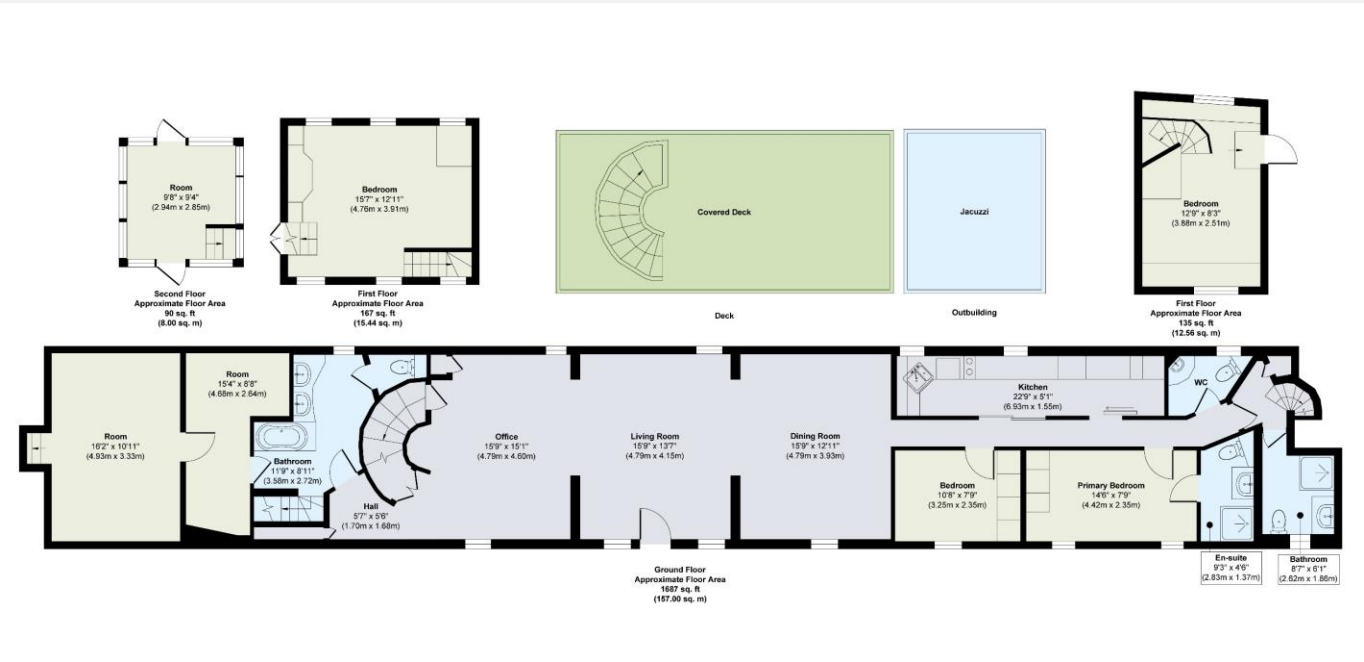 Room
9'8" x 9'4"
(2.94m x 2.85m)
Second Floor
Approximate Floor Area
90 sq. ft
(8.00 sq. m)
Bedroom
15'7" x 12'11"
(4.76m x 3.91m)
First Floor
Approximate Floor Area
167 sq. ft
(15.44 sq. m)
Covered Deck
Deck
Jacuzzi
Outbuilding
Bedroom
12'9" x 8'3"
(3.88m x 2.51m)
First Floor
Approximate Floor Area
135 sq. ft
(12.56 sq. m)
Room
16'2" x 10'11"
(4.93m x 3.33m)
Room
15'4" x 8'8"
(4.68m x 2.64m)
Bathroom
11'9" x 8'11"
(3.58m x 2.72m)
Hall
5'7" x 5'6"
(1.70m x 1.68m)
Office
15'9" x 15'1"
(4.79m x 4.60m)
Living Room
15'9" x 13'7"
(4.79m x 4.15m)
Dining Room
15'9" x 12'11"
(4.79m x 3.93m)
Kitchen
22'9" x 5'1"
(6.93m x 1.55m)
WC
Bedroom
10'8" x 7'9"
(3.25m x 2.35m)
Primary Bedroom
14'6" x 7'9"
(4.42m x 2.35m)
En-suite
9'3" x 4'6"
(2.83m x 1.37m)
Bathroom
8'7" x 6'1"
(2.62m x 1.86m)
Ground Floor
Approximate Floor Area
1687 sq. ft
(157.00 sq. m)